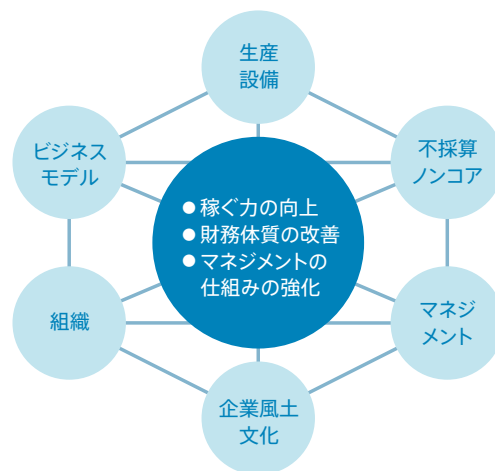 生産
設備
ビジネス
モデル
不採算
ノンコア
● 稼ぐ力の向上
● 財務体質の改善
● マネジメントの
仕組みの強化
組織
マネジ
メント
企業風土
文化